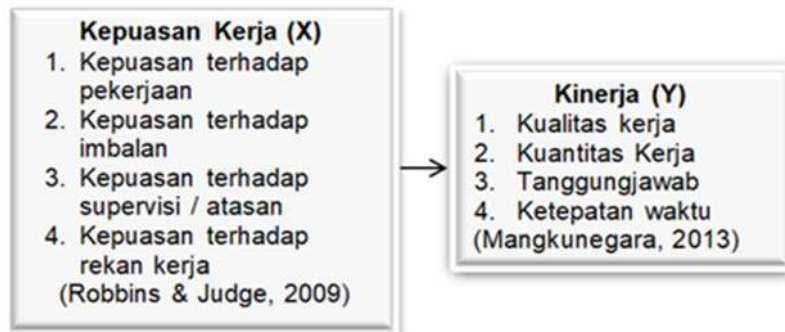 Kepuasan Kerja (X)
1. Kepuasan terhadap
pekerjaan
2. Kepuasan terhadap
imbalan
3. Kepuasan terhadap
supervisi / atasan
4. Kepuasan terhadap
rekan kerja
(Robbins & Judge, 2009)
Kinerja (Y)
1. Kualitas kerja
2. Kuantitas Kerja
3. Tanggungjawab
4. Ketepatan waktu
(Mangkunegara, 2013)